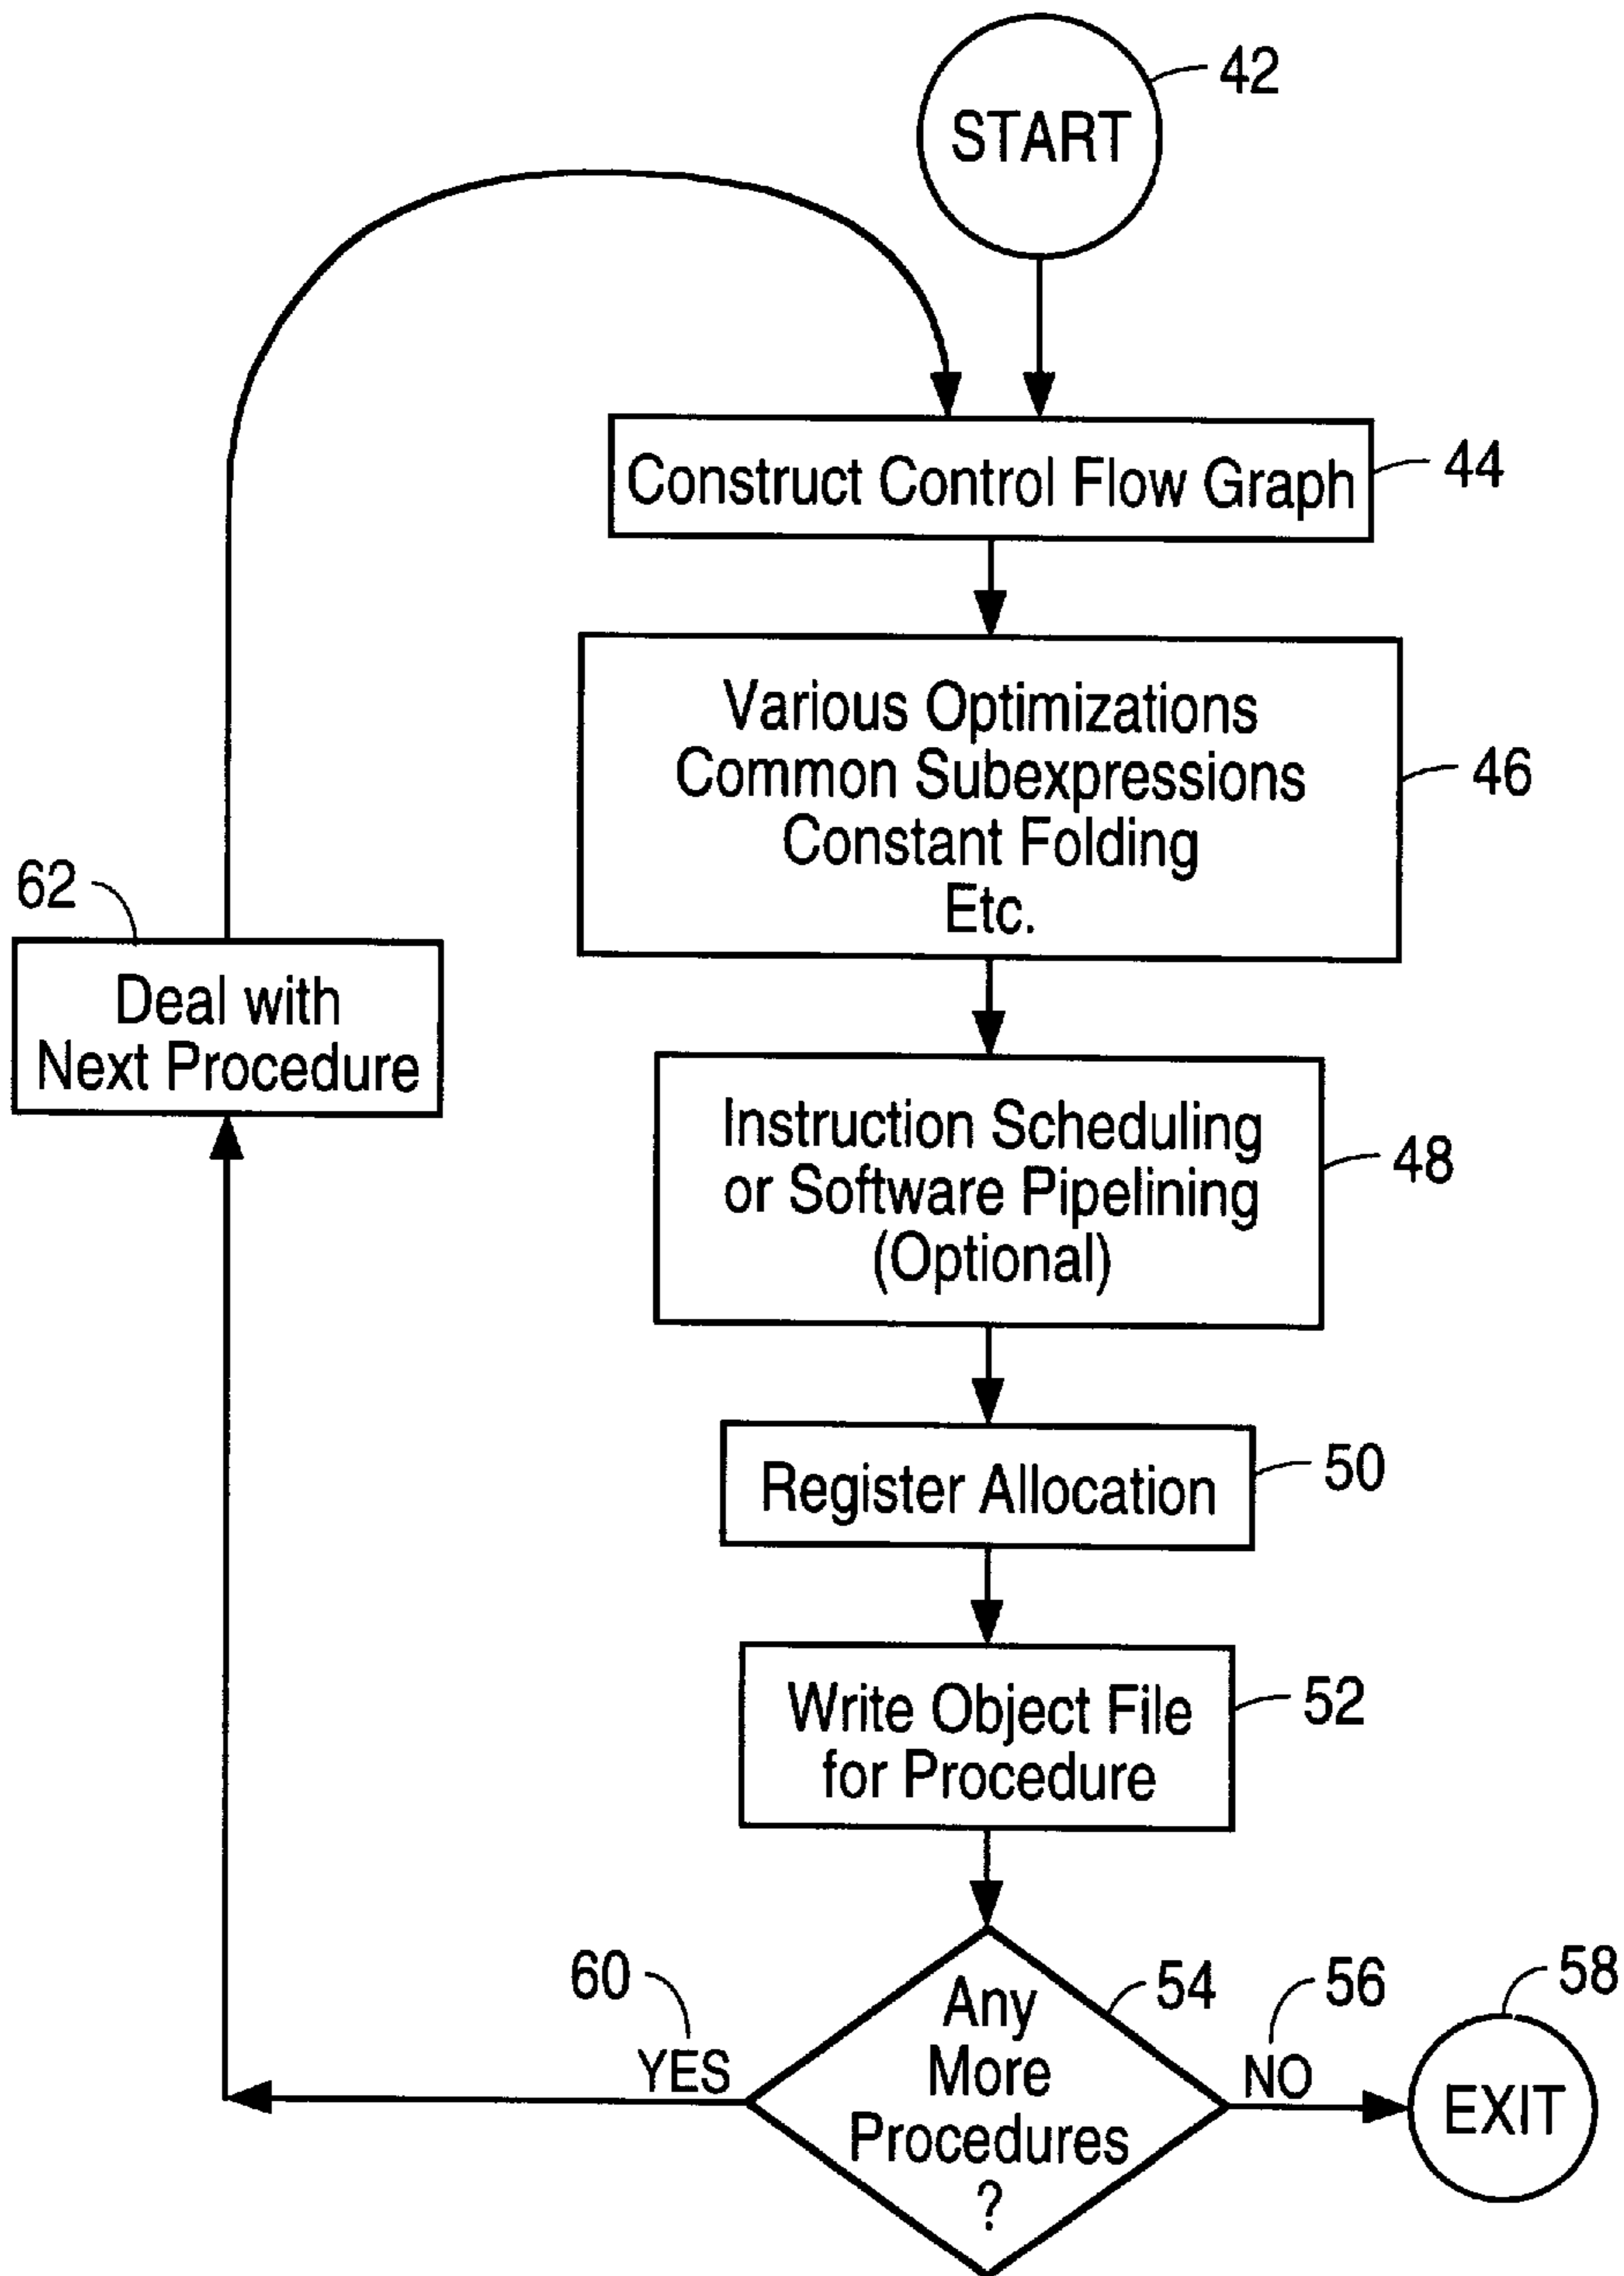 START
42
Construct Control Flow Graph
44
Various Optimizations
Common Subexpressions
Constant Folding
Etc.
46
62
Deal with
Next Procedure
Instruction Scheduling
or Software Pipelining
(Optional)
48
Register Allocation
50
Write Object File
for Procedure
52
60
YES
Any
More
Procedures
?
54
56
NO
58
EXIT